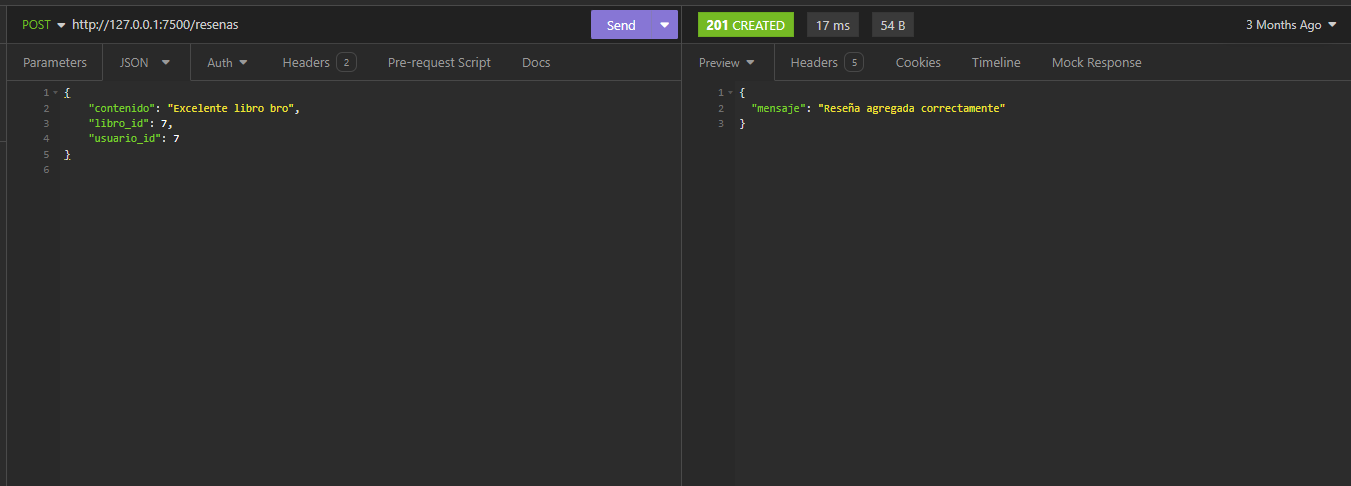 POST http://127.0.0.1:7500/resenas Send
Parameters JSON Auth Headers 2 Pre-request Script Docs
1 {
2 "contenido": "Excelente libro bro",
3 "libro_id": 7,
4 "usuario_id": 7
5 }
6
201 CREATED 17 ms 54 B 3 Months Ago
Preview Headers 5 Cookies Timeline Mock Response
1 {
2 "mensaje": "Reseña agregada correctamente"
3 }